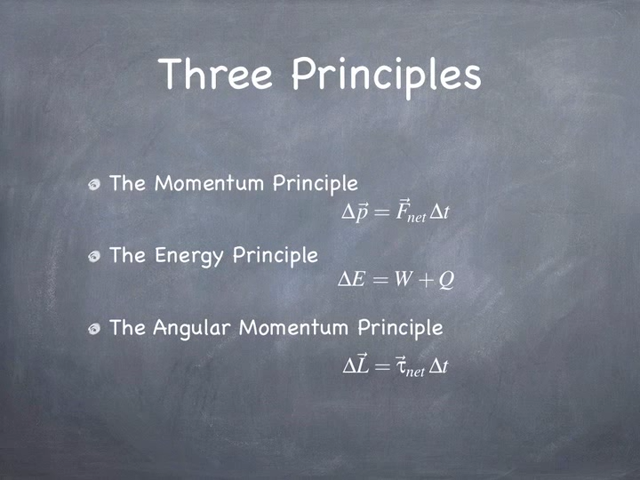 Three Principles
The Momentum Principle
Δp⃗ = F⃗net Δt
The Energy Principle
ΔE = W + Q
The Angular Momentum Principle
ΔL⃗ = τ⃗net Δt